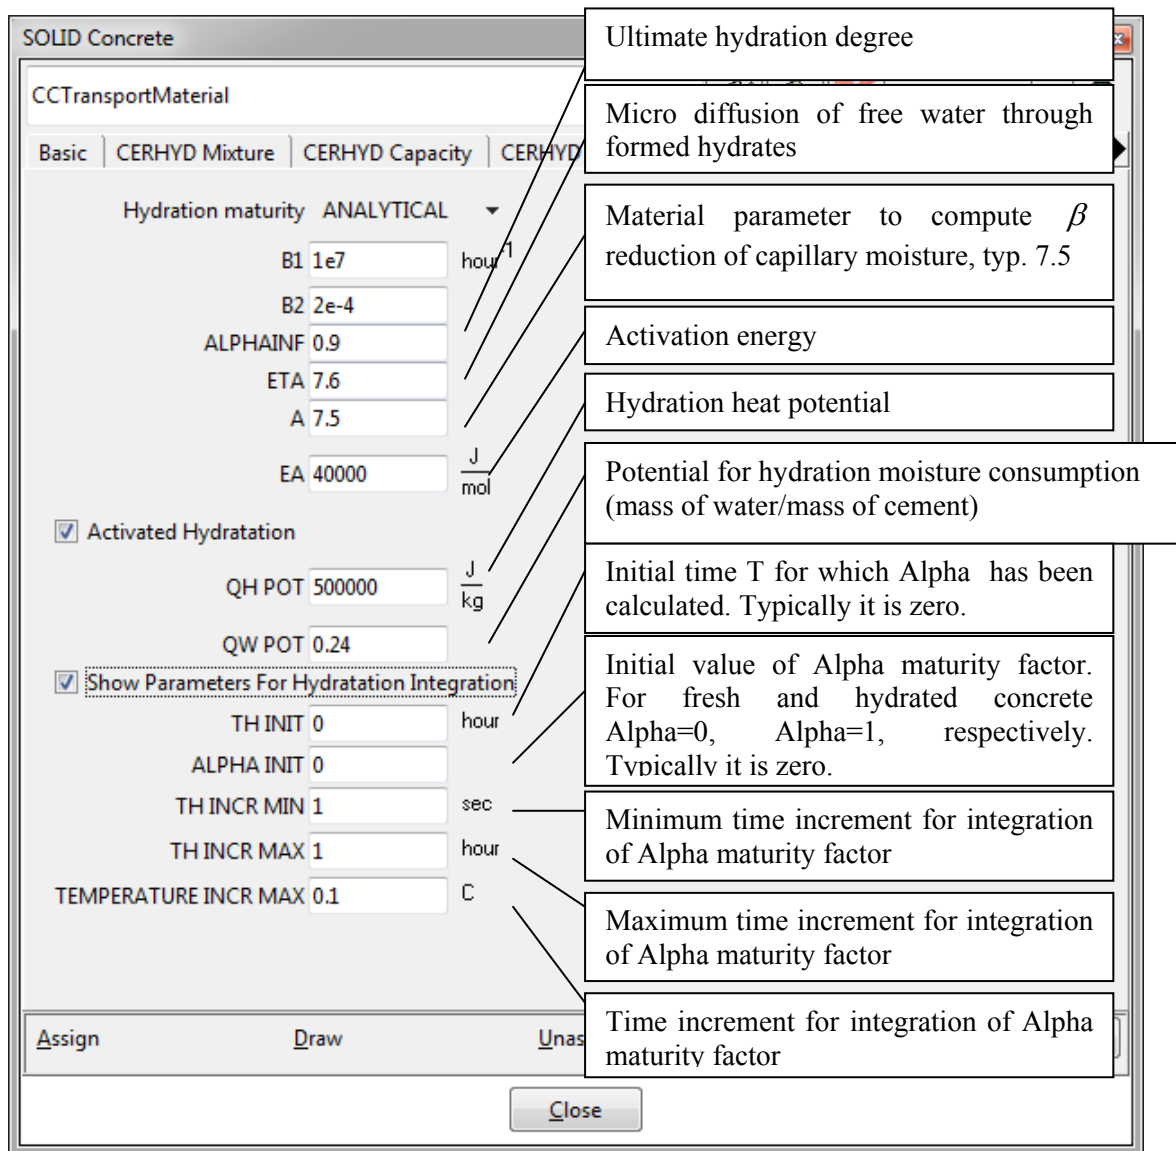 SOLID Concrete
CCTransportMaterial
Basic
CERHYD Mixture
CERHYD Capacity
CERHYD
Hydration maturity ANALYTICAL
B1 1e7 hour-1
B2 2e-4
ALPHAINF 0.9
ETA 7.6
A 7.5
EA 40000 J
mol
Activated Hydratation
QH POT 500000 J
kg
QW POT 0.24
Show Parameters For Hydratation Integration
TH INIT 0 hour
ALPHA INIT 0
TH INCR MIN 1 sec
TH INCR MAX 1 hour
TEMPERATURE INCR MAX 0.1 C
Assign
Draw
Unas
Close
Ultimate hydration degree
Micro diffusion of free water through
formed hydrates
Material parameter to compute β
reduction of capillary moisture, typ. 7.5
Activation energy
Hydration heat potential
Potential for hydration moisture consumption
(mass of water/mass of cement)
Initial time T for which Alpha has been
calculated. Typically it is zero.
Initial value of Alpha maturity factor.
For fresh and hydrated concrete
Alpha=0, Alpha=1, respectively.
Typically it is zero.
Minimum time increment for integration
of Alpha maturity factor
Maximum time increment for integration
of Alpha maturity factor
Time increment for integration of Alpha
maturity factor